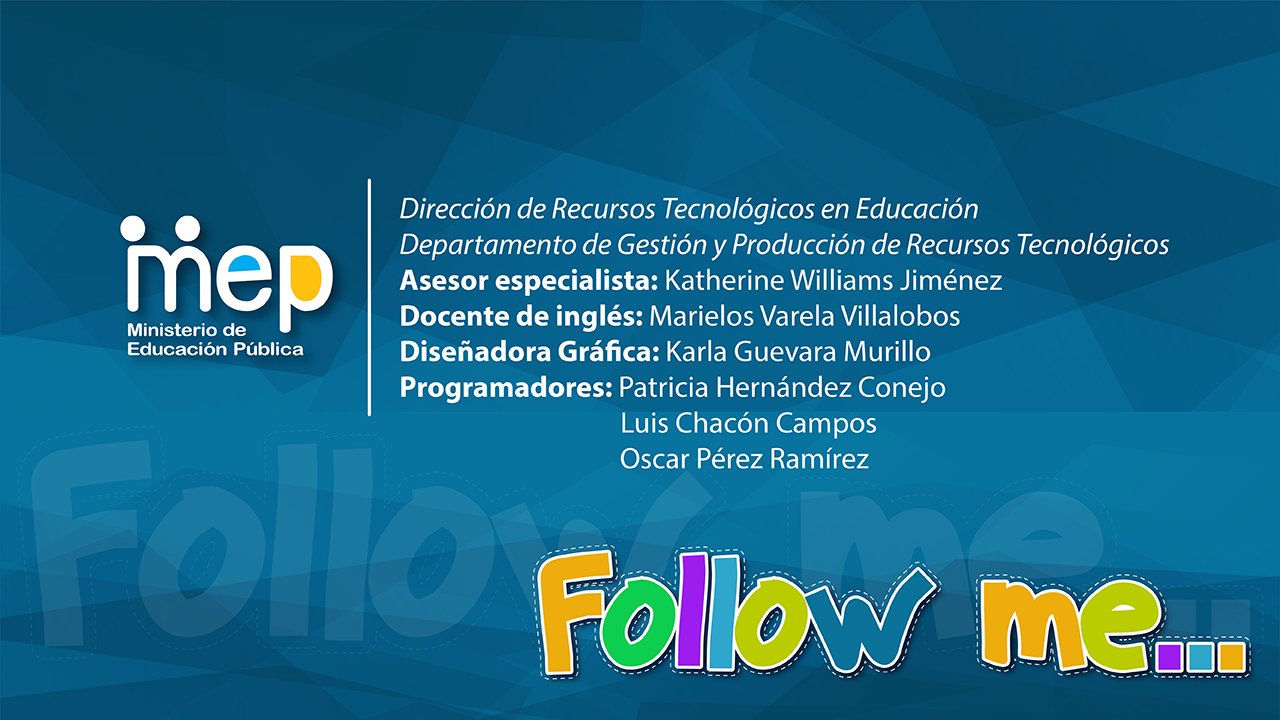 mep
Ministerio de
Educación Pública
Dirección de Recursos Tecnológicos en Educación
Departamento de Gestión y Producción de Recursos Tecnológicos
Asesor especialista: Katherine Williams Jiménez
Docente de inglés: Marielos Varela Villalobos
Diseñadora Gráfica: Karla Guevara Murillo
Programadores: Patricia Hernández Conejo
Luis Chacón Campos
Oscar Pérez Ramírez
Follow me...
Follow me...